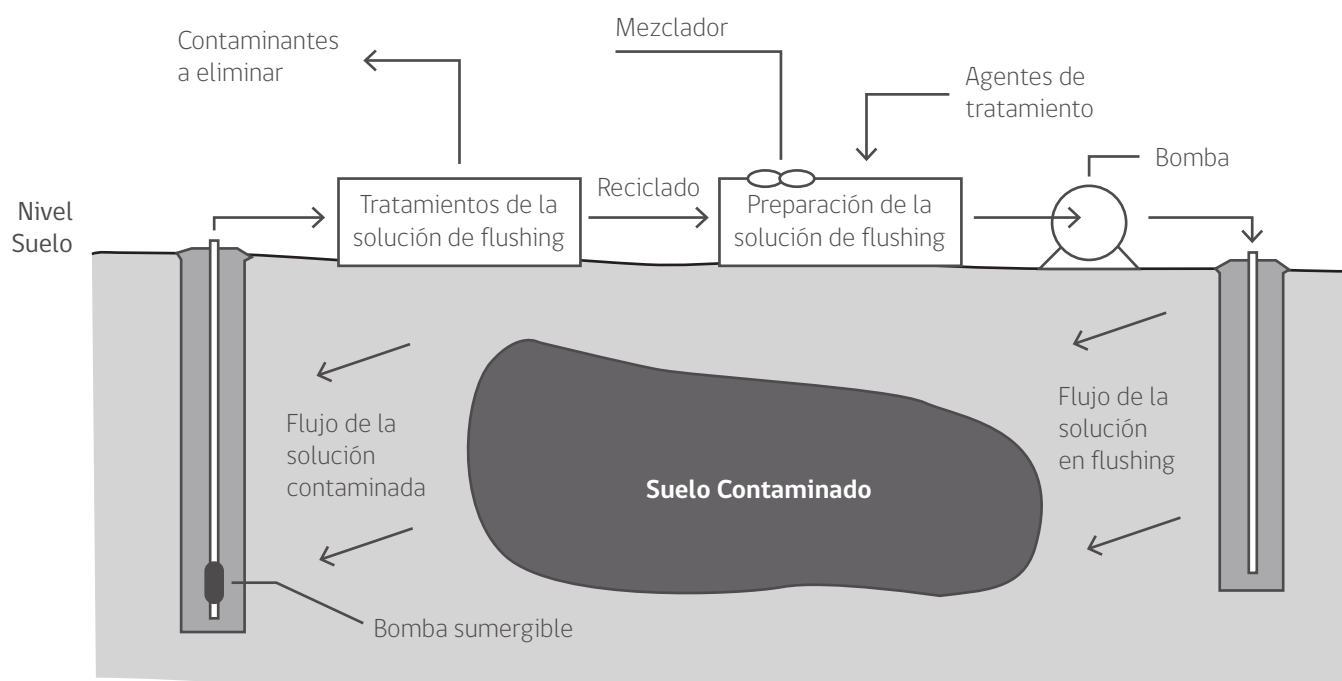 Mezclador
Contaminantes
a eliminar
Agentes de
tratamiento
Bomba
Nivel
Suelo
Tratamientos de la
solución de flushing
Reciclado
Preparación de la
solución de flushing
Flujo de la
solución
contaminada
Suelo Contaminado
Flujo de la
solución
en flushing
Bomba sumergible